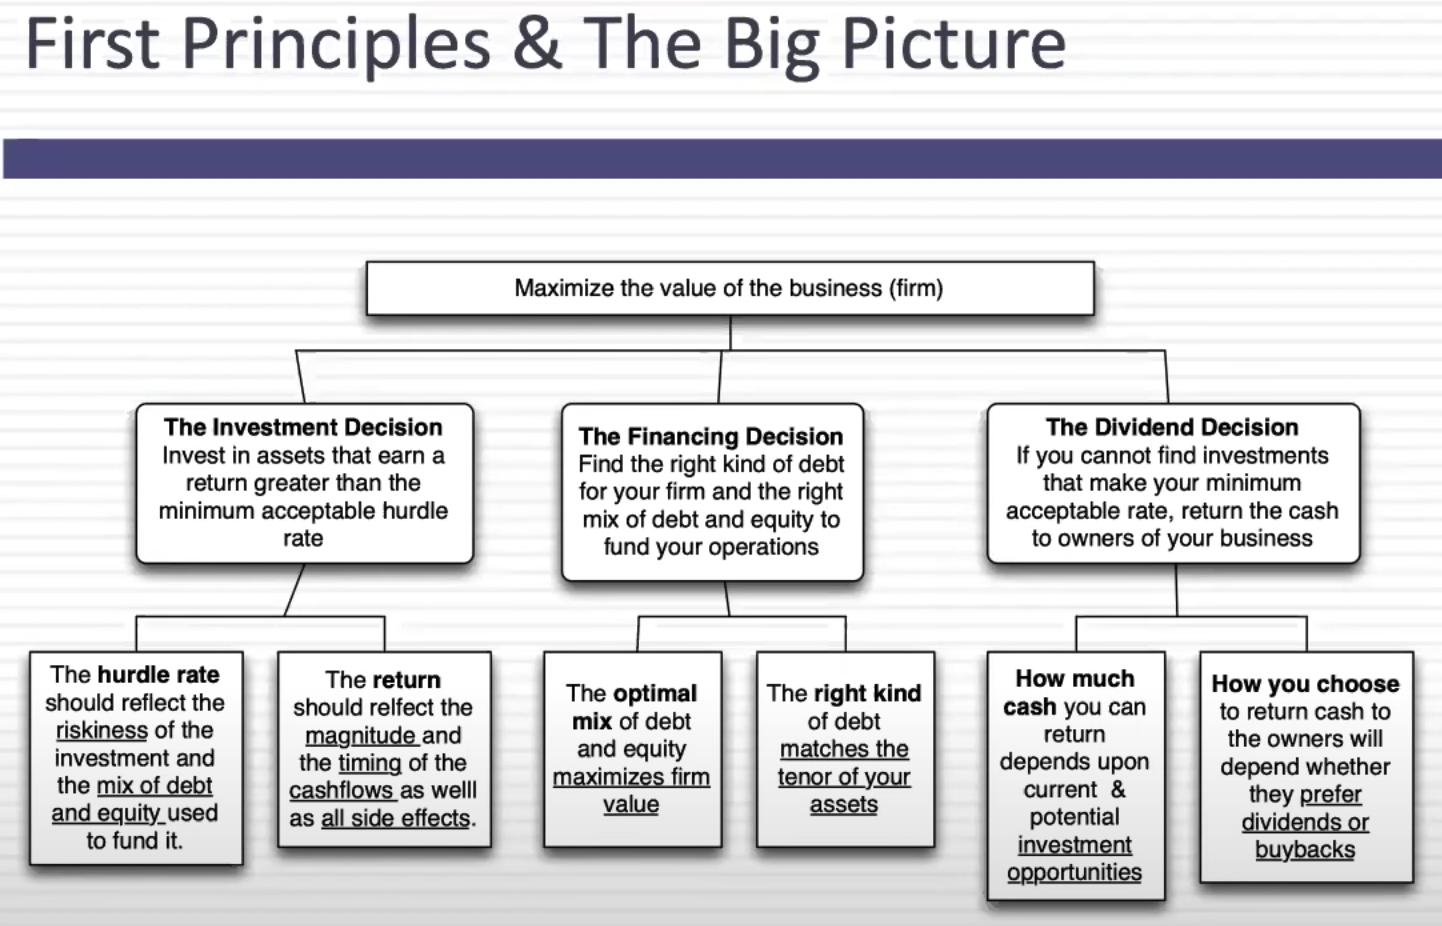 First Principles & The Big Picture
Maximize the value of the business (firm)
The Investment Decision
Invest in assets that earn a
return greater than the
minimum acceptable hurdle
rate
The Financing Decision
Find the right kind of debt
for your firm and the right
mix of debt and equity to
fund your operations
The Dividend Decision
If you cannot find investments
that make your minimum
acceptable rate, return the cash
to owners of your business
The hurdle rate
should reflect the
riskiness of the
investment and
the mix of debt
and equity used
to fund it.
The return
should relfect the
magnitude and
the timing of the
cashflows as welll
as all side effects.
The optimal
mix of debt
and equity
maximizes firm
value
The right kind
of debt
matches the
tenor of your
assets
How much
cash you can
return
depends upon
current &
potential
investment
opportunities
How you choose
to return cash to
the owners will
depend whether
they prefer
dividends or
buybacks